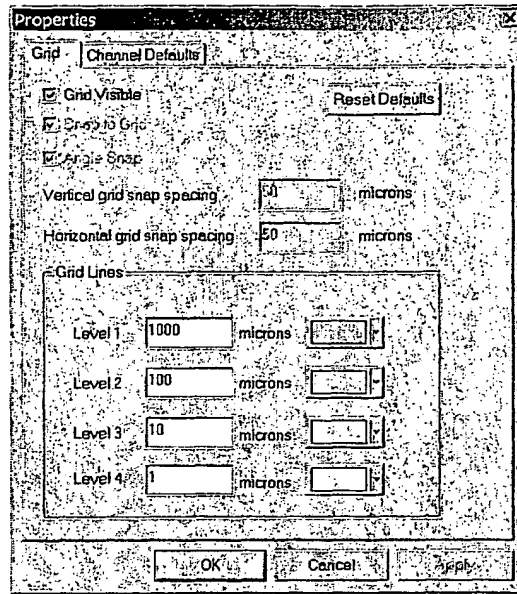 Properties
Grid Channel Defaults
Grid Visible Reset Defaults
Snap to Grid
Angle Snap
Vertical grid snap spacing 50 microns
Horizontal grid snap spacing 50 microns
Grid Lines
Level 1 1000 microns
Level 2 100 microns
Level 3 10 microns
Level 4 1 microns
OK Cancel Apply